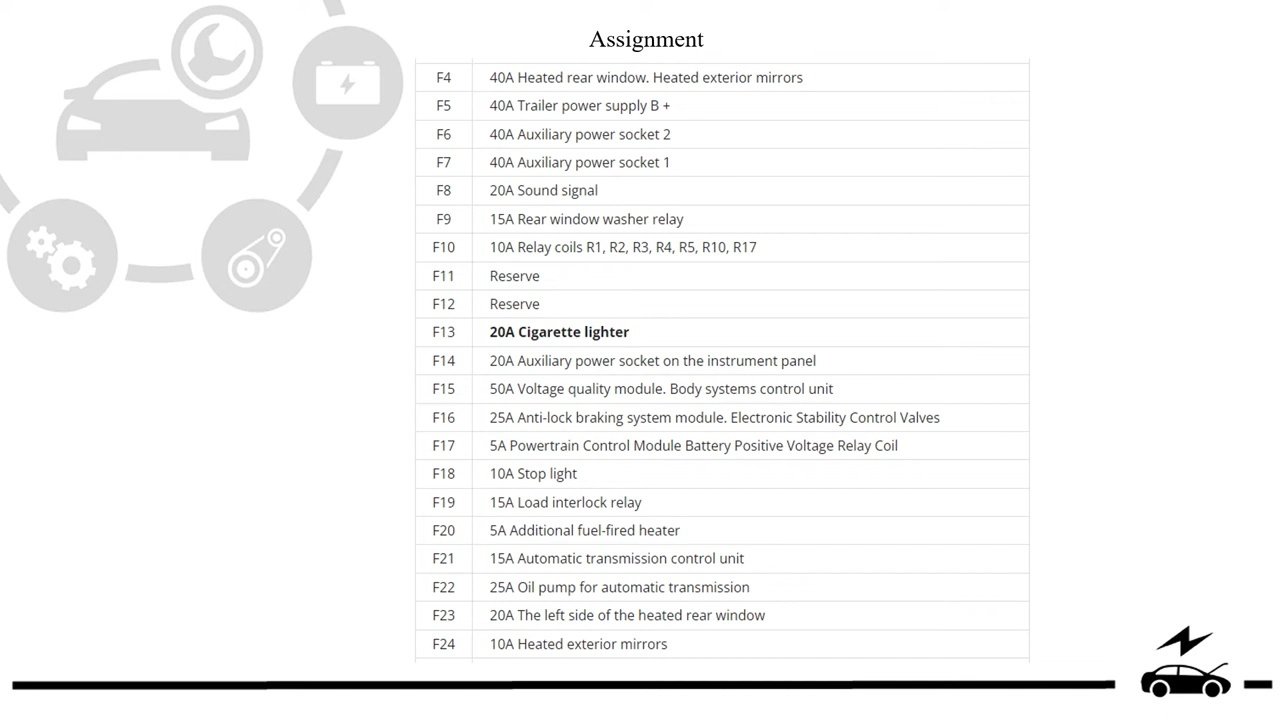 Assignment
F4 40A Heated rear window. Heated exterior mirrors
F5 40A Trailer power supply B +
F6 40A Auxiliary power socket 2
F7 40A Auxiliary power socket 1
F8 20A Sound signal
F9 15A Rear window washer relay
F10 10A Relay coils R1, R2, R3, R4, R5, R10, R17
F11 Reserve
F12 Reserve
F13 20A Cigarette lighter
F14 20A Auxiliary power socket on the instrument panel
F15 50A Voltage quality module. Body systems control unit
F16 25A Anti-lock braking system module. Electronic Stability Control Valves
F17 5A Powertrain Control Module Battery Positive Voltage Relay Coil
F18 10A Stop light
F19 15A Load interlock relay
F20 5A Additional fuel-fired heater
F21 15A Automatic transmission control unit
F22 25A Oil pump for automatic transmission
F23 20A The left side of the heated rear window
F24 10A Heated exterior mirrors